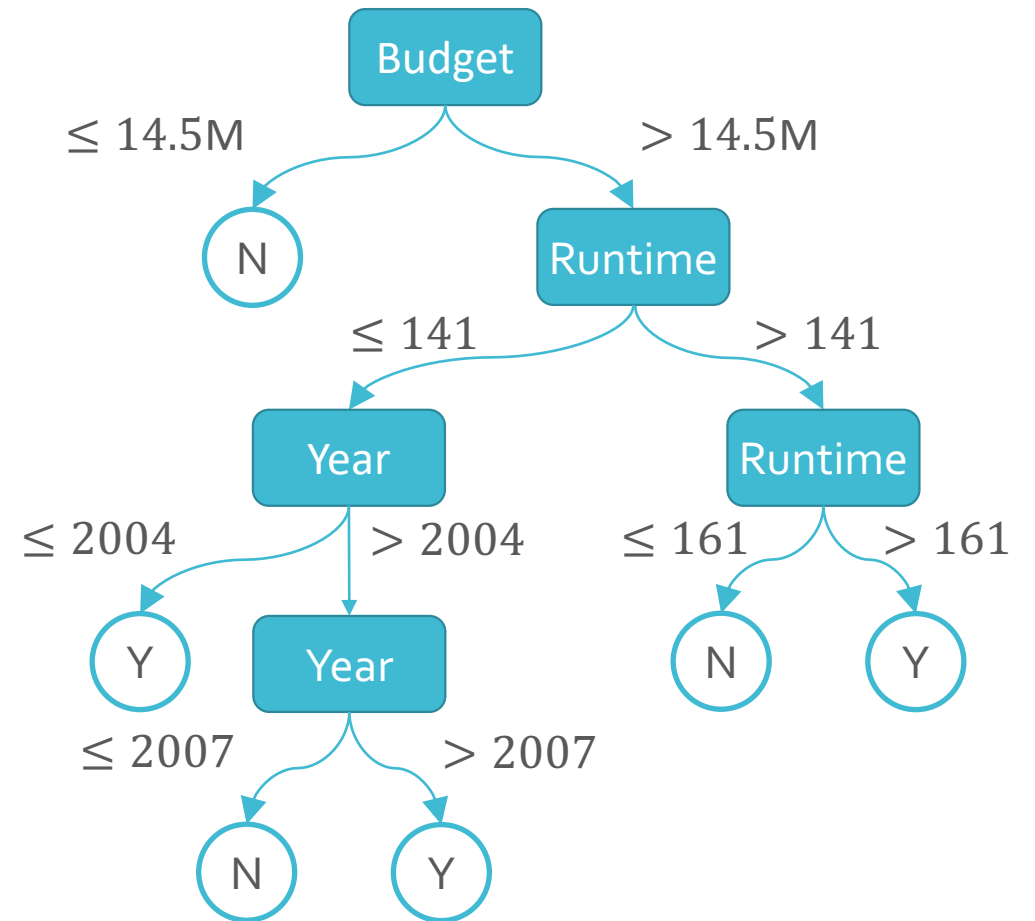 Budget
≤ 14.5M
> 14.5M
N
Runtime
≤ 141
> 141
Year
Runtime
≤ 2004
> 2004
≤ 161
> 161
Y
Year
N
Y
≤ 2007
> 2007
N
Y